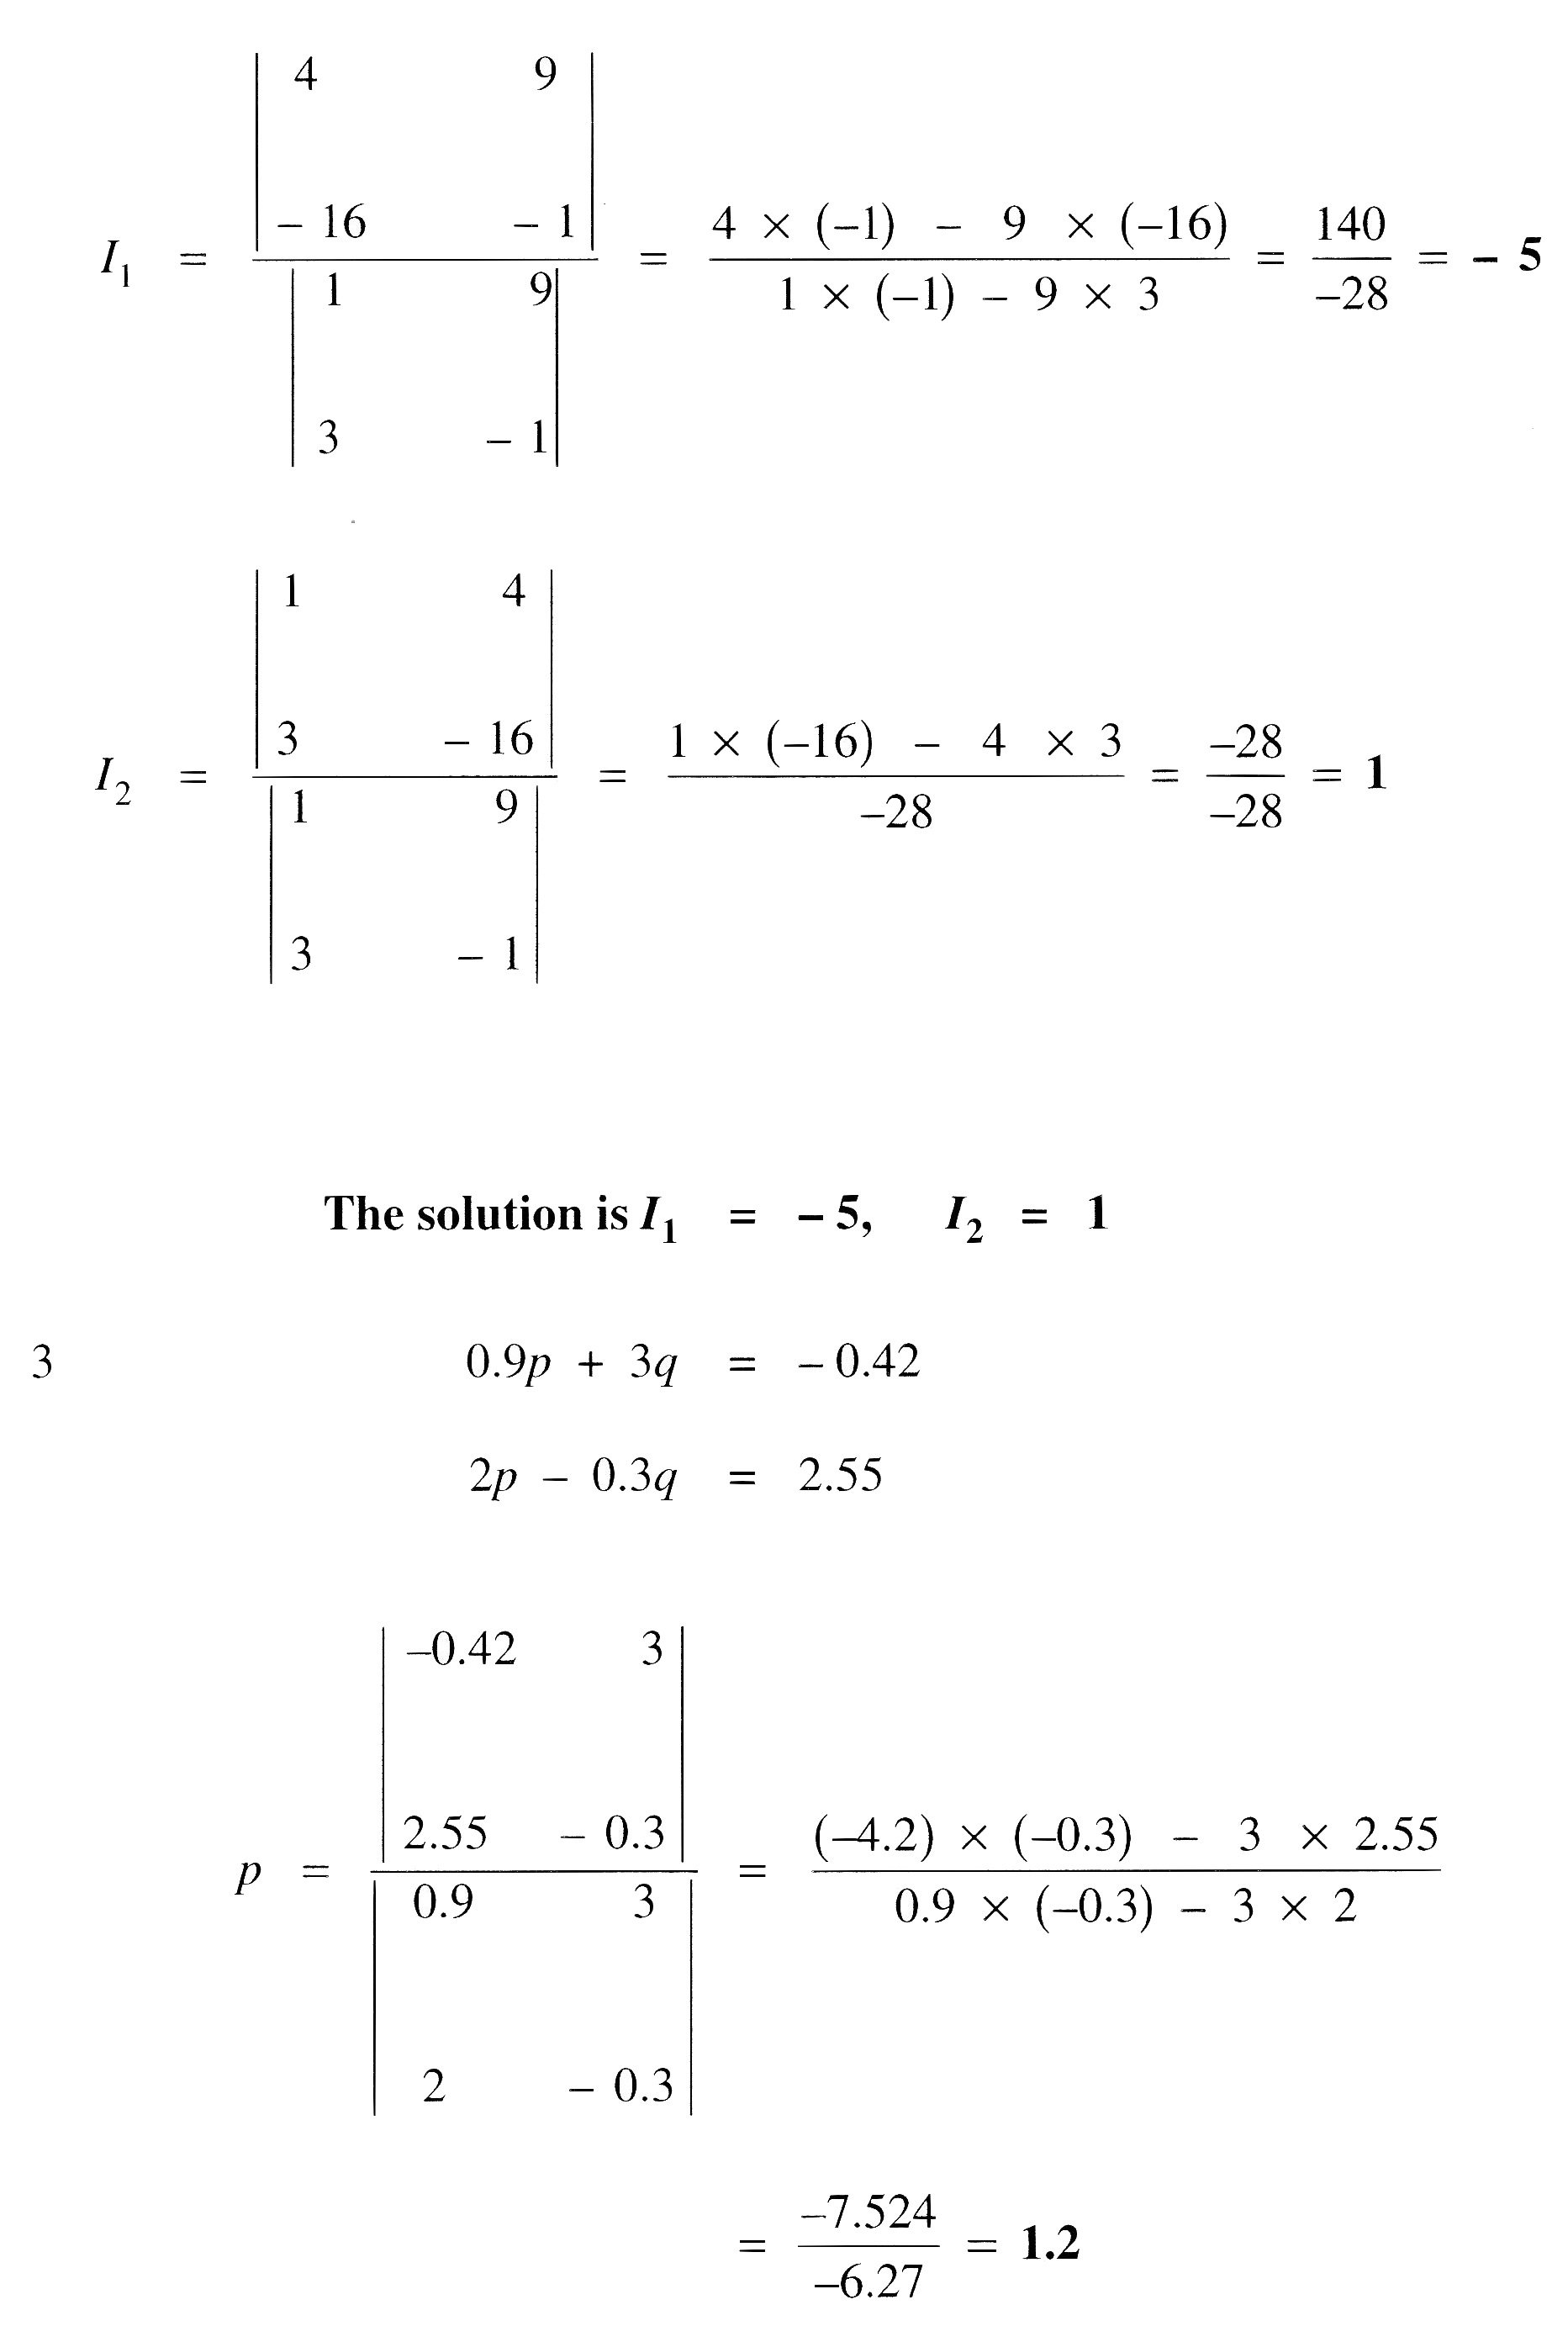 | 4 9 |
| – 16 – 1 |
I₁ = ――― = 4 × (–1) – 9 × (–16) / 1 × (–1) – 9 × 3 = 140 / –28 = – 5
| 1 9 |
| 3 – 1 |
| 1 4 |
| 3 – 16 |
I₂ = ――― = 1 × (–16) – 4 × 3 / –28 = –28 / –28 = 1
| 1 9 |
| 3 – 1 |
The solution is I₁ = – 5, I₂ = 1
3 0.9p + 3q = – 0.42
2p – 0.3q = 2.55
| –0.42 3 |
| 2.55 – 0.3 |
p = ――― = (–4.2) × (–0.3) – 3 × 2.55 / 0.9 × (–0.3) – 3 × 2
| 0.9 3 |
| 2 – 0.3 |
= –7.524 / –6.27 = 1.2